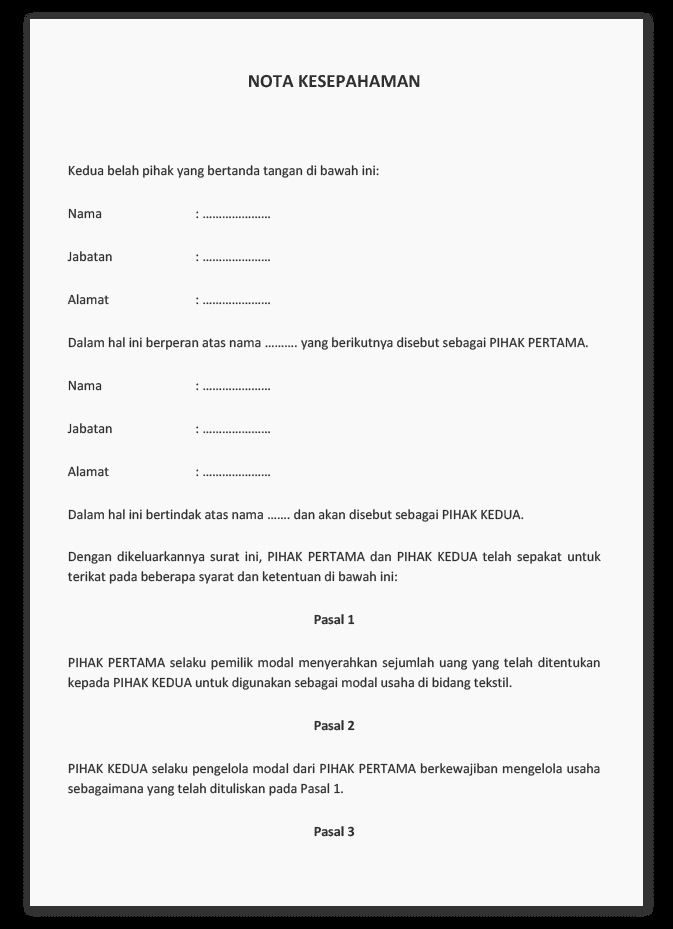 NOTA KESEPAHAMAN
Kedua belah pihak yang bertanda tangan di bawah ini:
Nama : .....................
Jabatan : .....................
Alamat : .....................
Dalam hal ini berperan atas nama .......... yang berikutnya disebut sebagai PIHAK PERTAMA.
Nama : .....................
Jabatan : .....................
Alamat : .....................
Dalam hal ini bertindak atas nama ....... dan akan disebut sebagai PIHAK KEDUA.
Dengan dikeluarkannya surat ini, PIHAK PERTAMA dan PIHAK KEDUA telah sepakat untuk
terikat pada beberapa syarat dan ketentuan di bawah ini:
Pasal 1
PIHAK PERTAMA selaku pemilik modal menyerahkan sejumlah uang yang telah ditentukan
kepada PIHAK KEDUA untuk digunakan sebagai modal usaha di bidang tekstil.
Pasal 2
PIHAK KEDUA selaku pengelola modal dari PIHAK PERTAMA berkewajiban mengelola usaha
sebagaimana yang telah dituliskan pada Pasal 1.
Pasal 3